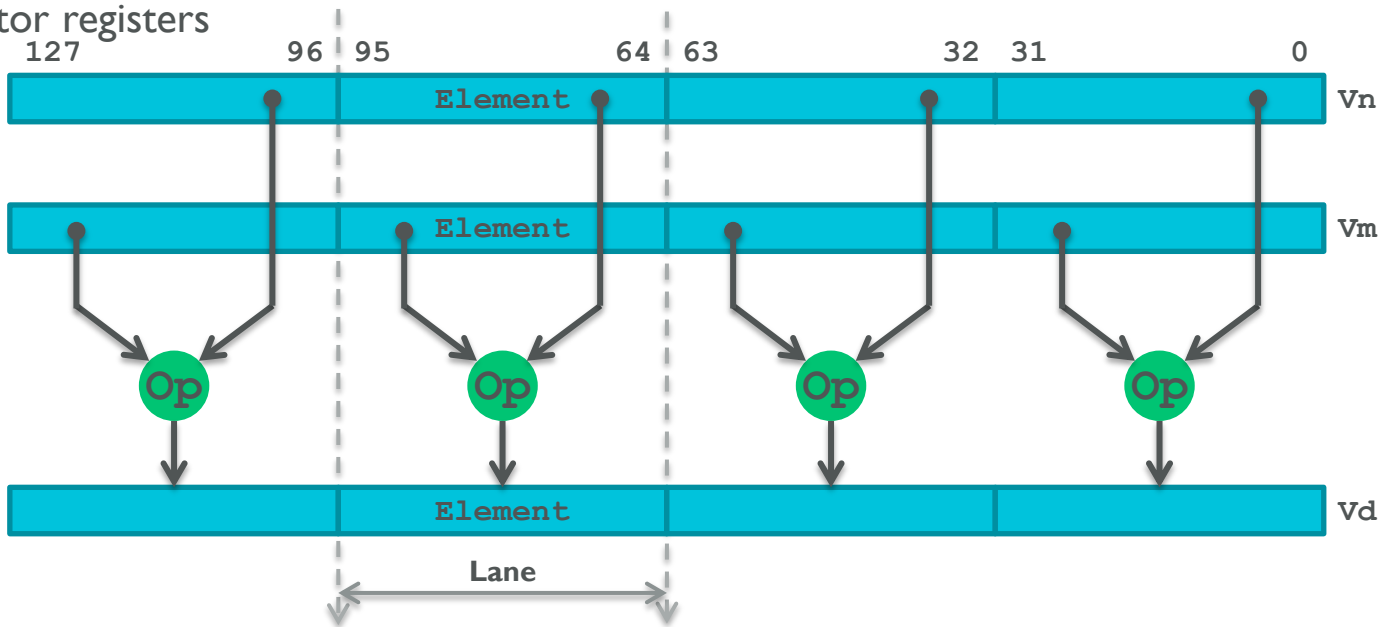 tor registers
127 96 95 64 63 32 31 0
Element Vn
Element Vm
Op Op Op Op
Element Vd
Lane